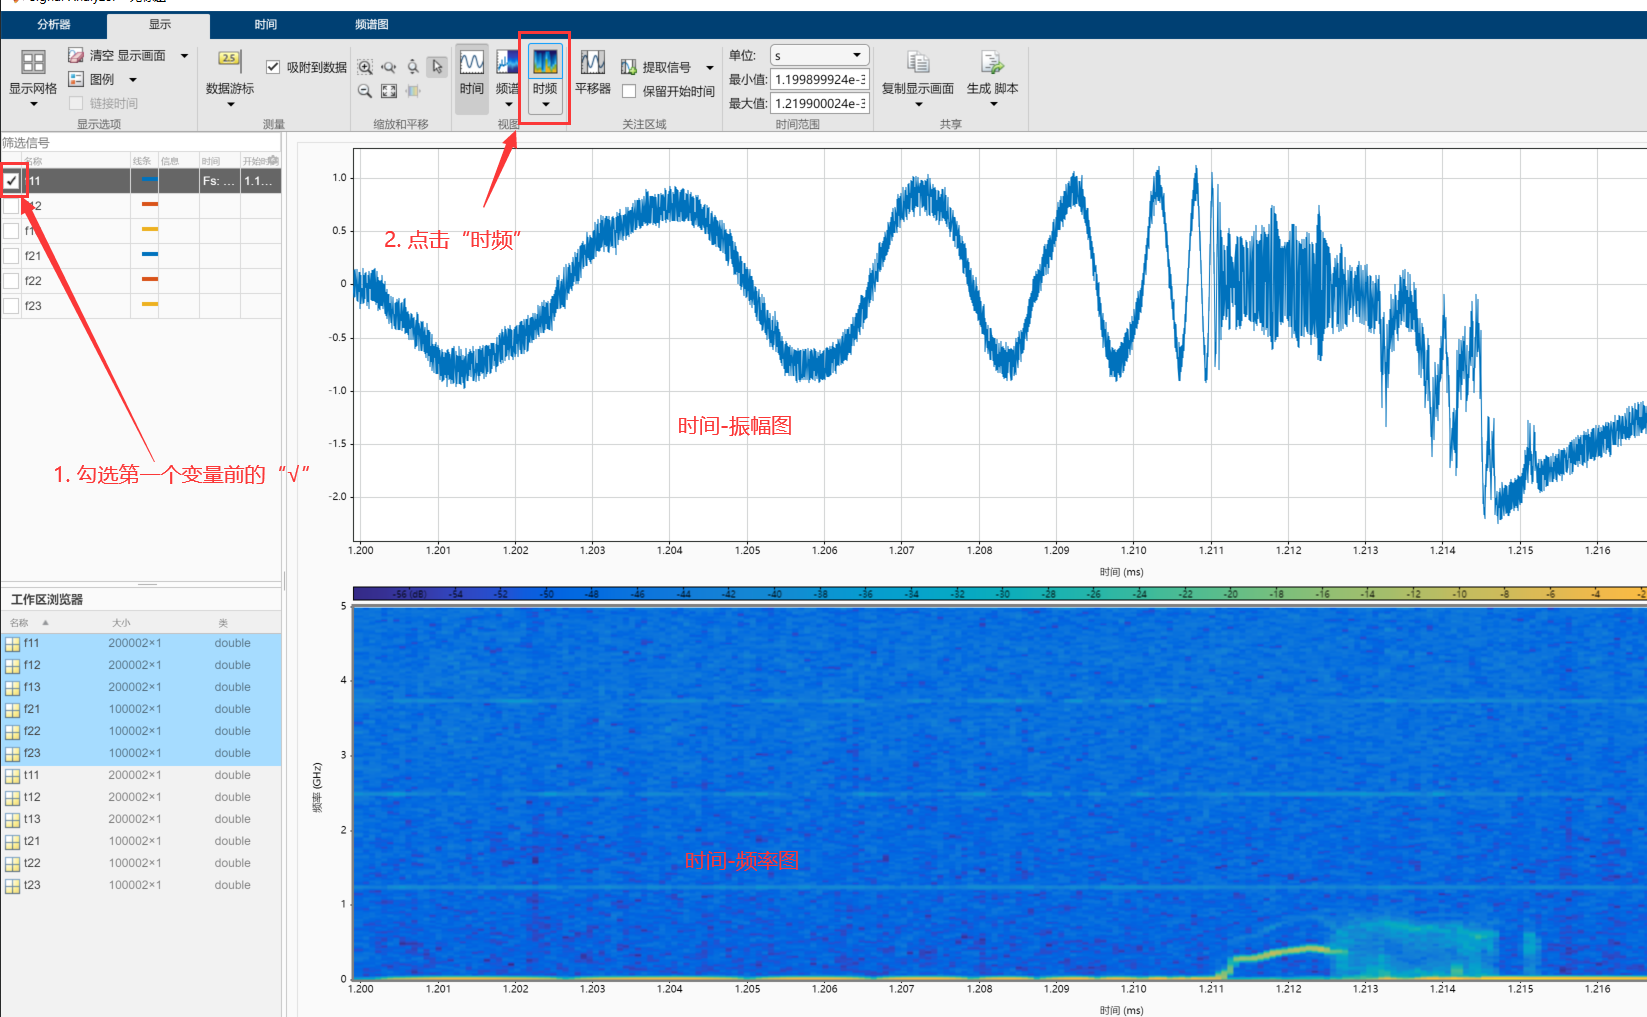 分析器 显示 时间 频谱图
显示网格
清空 显示画面
图例
链接时间
显示选项
2.5
数据游标
吸附到数据
测量
缩放和平移
时间
频谱
时频
视图
平移器
提取信号
保留开始时间
关注区域
单位: s
最小值: 1.199899924e-3
最大值: 1.219900024e-3
时间范围
复制显示画面
生成 脚本
共享
筛选信号
名称 线条 信息 时间 开始时间
Fs: ... 1.1...
f21
f22
f23
1. 勾选第一个变量前的“√”
2. 点击“时频”
1.0
0.5
0
-0.5
-1.0
-1.5
-2.0
时间-振幅图
1.200 1.201 1.202 1.203 1.204 1.205 1.206 1.207 1.208 1.209 1.210 1.211 1.212 1.213 1.214 1.215 1.216
时间 (ms)
工作区浏览器
名称 大小 类
f11 200002×1 double
f12 200002×1 double
f13 200002×1 double
f21 100002×1 double
f22 100002×1 double
f23 100002×1 double
t11 200002×1 double
t12 200002×1 double
t13 200002×1 double
t21 100002×1 double
t22 100002×1 double
t23 100002×1 double
-56 (dB) -54 -52 -50 -48 -46 -44 -42 -40 -38 -36 -34 -32 -30 -28 -26 -24 -22 -20 -18 -16 -14 -12 -10 -8 -6 -4 -2
5
4
3
2
1
0
频率 (GHz)
时间-频率图
1.200 1.201 1.202 1.203 1.204 1.205 1.206 1.207 1.208 1.209 1.210 1.211 1.212 1.213 1.214 1.215 1.216
时间 (ms)